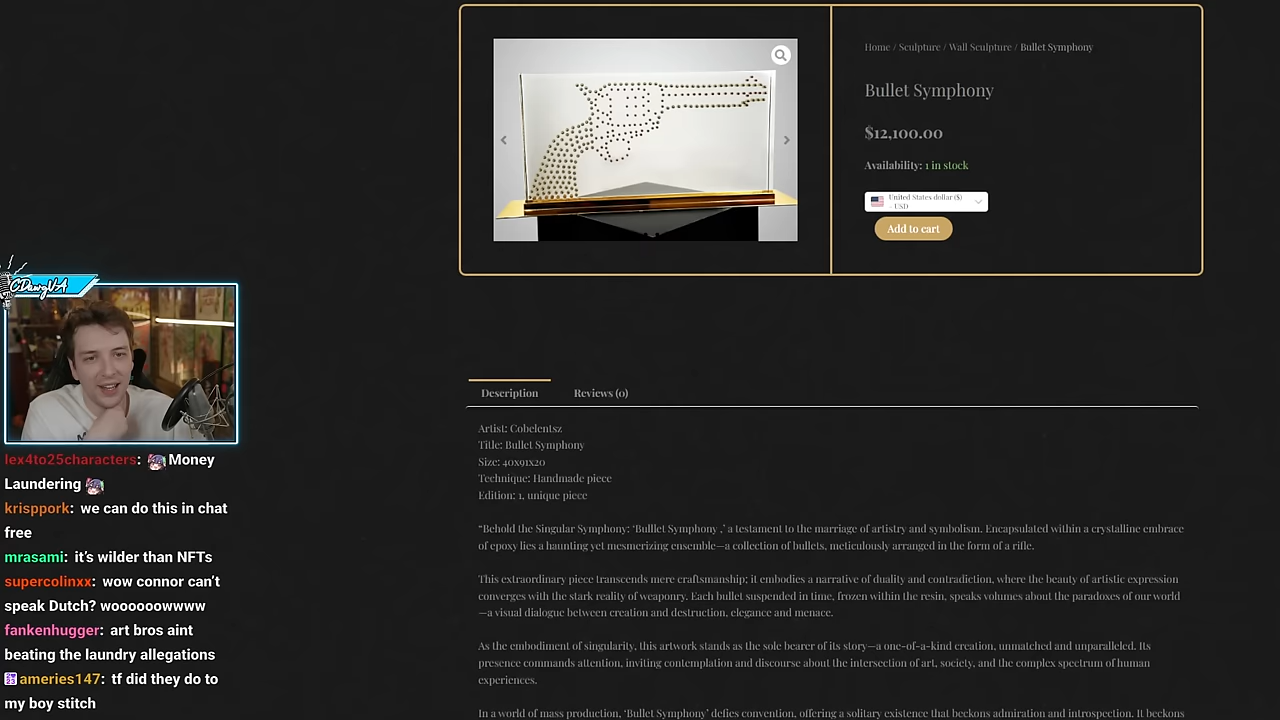 Home / Sculpture / Wall Sculpture / Bullet Symphony
Bullet Symphony
$12,100.00
Availability: 1 in stock
United States dollar ($)
- USD
Add to cart
CDawgVA
lex4to25characters: Money
Laundering
krisppork: we can do this in chat
free
mrasami: it's wilder than NFTs
supercolinxx: wow connor can't
speak Dutch? woooooowwww
fankenhugger: art bros aint
beating the laundry allegations
ameries147: tf did they do to
my boy stitch
Description
Reviews (0)
Artist: Cobelentsz
Title: Bullet Symphony
Size: 40x91x20
Technique: Handmade piece
Edition: 1, unique piece
"Behold the Singular Symphony: 'Bulllet Symphony ,' a testament to the marriage of artistry and symbolism. Encapsulated within a crystalline embrace
of epoxy lies a haunting yet mesmerizing ensemble—a collection of bullets, meticulously arranged in the form of a rifle.
This extraordinary piece transcends mere craftsmanship; it embodies a narrative of duality and contradiction, where the beauty of artistic expression
converges with the stark reality of weaponry. Each bullet suspended in time, frozen within the resin, speaks volumes about the paradoxes of our world
—a visual dialogue between creation and destruction, elegance and menace.
As the embodiment of singularity, this artwork stands as the sole bearer of its story—a one-of-a-kind creation, unmatched and unparalleled. Its
presence commands attention, inviting contemplation and discourse about the intersection of art, society, and the complex spectrum of human
experiences.
In a world of mass production, 'Bullet Symphony' defies convention, offering a solitary existence that beckons admiration and introspection. It beckons